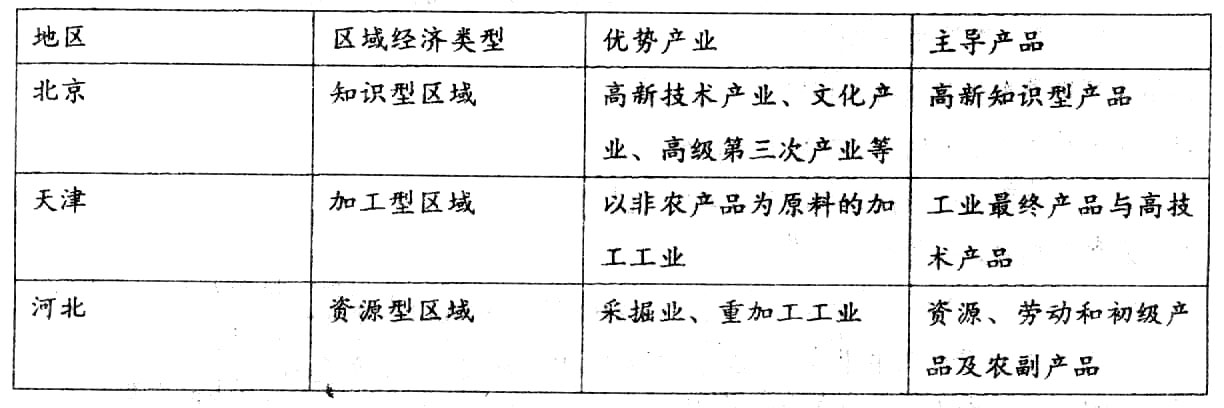 地区 区域经济类型 优势产业 主导产品
北京 知识型区域 高新技术产业、文化产 高新知识型产品
业、高级第三次产业等
天津 加工型区域 以非农产品为原料的加 工业最终产品与高技
工工业 术产品
河北 资源型区域 采掘业、重加工工业 资源、劳动和初级产
品及农副产品